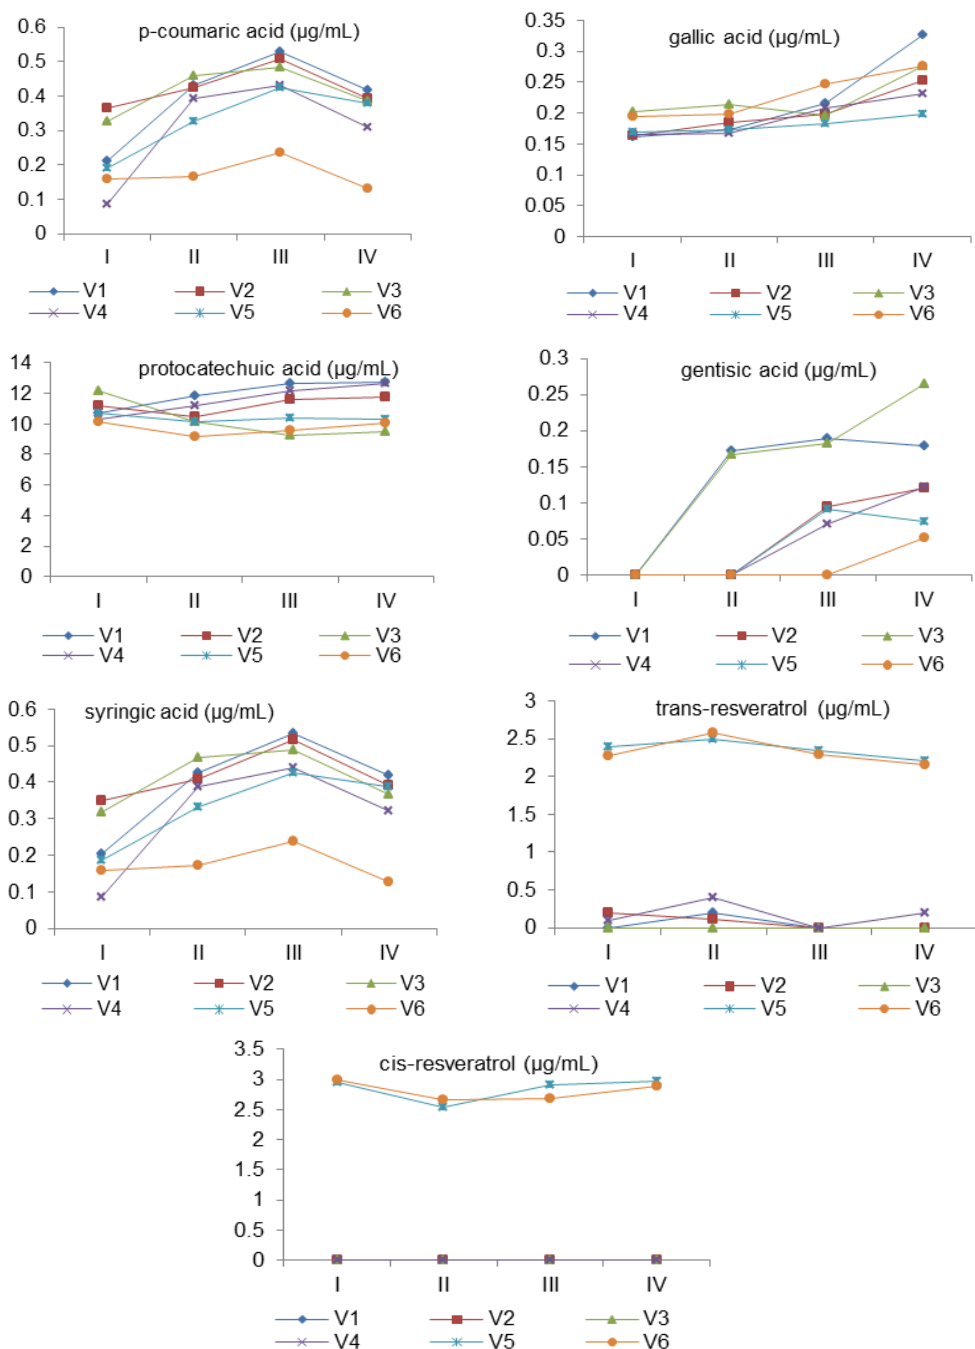 p-coumaric acid (µg/mL)
0.6
0.5
0.4
0.3
0.2
0.1
0
I II III IV
V1 V2 V3
V4 V5 V6
gallic acid (µg/mL)
0.35
0.3
0.25
0.2
0.15
0.1
0.05
0
I II III IV
V1 V2 V3
V4 V5 V6
protocatechuic acid (µg/mL)
14
12
10
8
6
4
2
0
I II III IV
V1 V2 V3
V4 V5 V6
gentisic acid (µg/mL)
0.3
0.25
0.2
0.15
0.1
0.05
0
I II III IV
V1 V2 V3
V4 V5 V6
syringic acid (µg/mL)
0.6
0.5
0.4
0.3
0.2
0.1
0
I II III IV
V1 V2 V3
V4 V5 V6
trans-resveratrol (µg/mL)
3
2.5
2
1.5
1
0.5
0
I II III IV
V1 V2 V3
V4 V5 V6
cis-resveratrol (µg/mL)
3.5
3
2.5
2
1.5
1
0.5
0
I II III IV
V1 V2 V3
V4 V5 V6